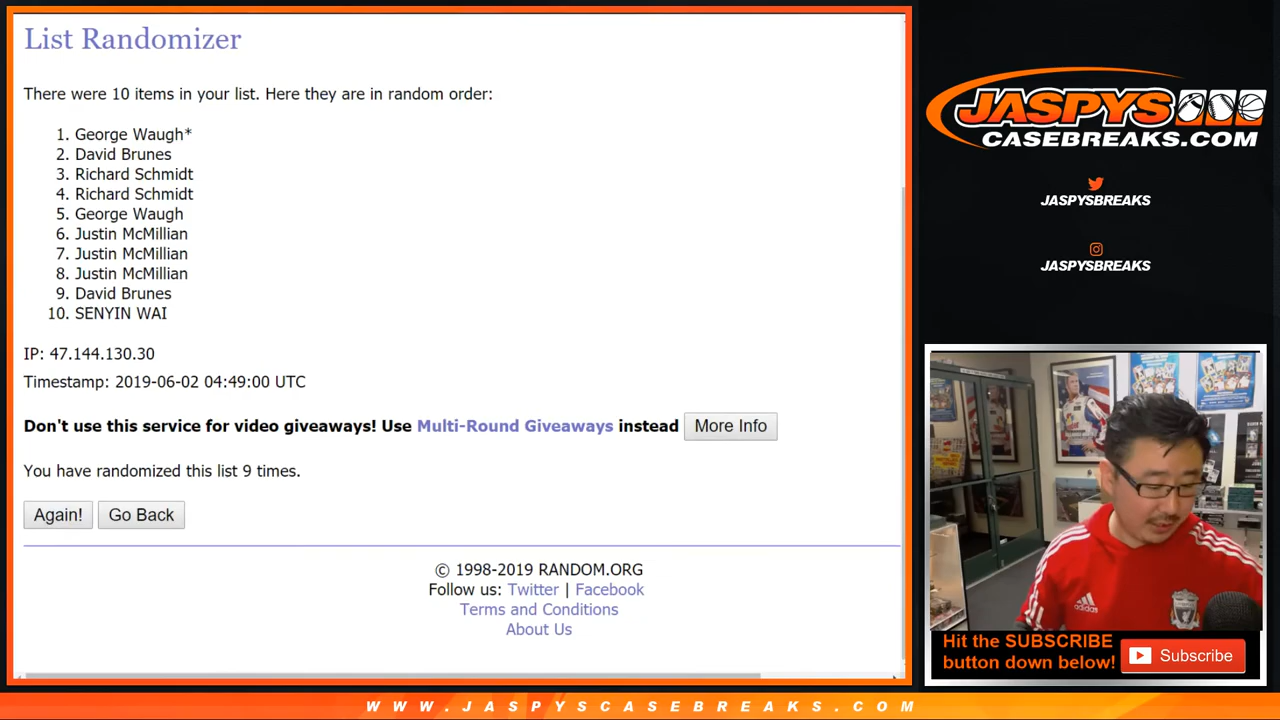 List Randomizer
There were 10 items in your list. Here they are in random order:
1. George Waugh*
2. David Brunes
3. Richard Schmidt
4. Richard Schmidt
5. George Waugh
6. Justin McMillian
7. Justin McMillian
8. Justin McMillian
9. David Brunes
10. SENYIN WAI
IP: 47.144.130.30
Timestamp: 2019-06-02 04:49:00 UTC
Don't use this service for video giveaways! Use Multi-Round Giveaways instead More Info
You have randomized this list 9 times.
Again! Go Back
© 1998-2019 RANDOM.ORG
Follow us: Twitter | Facebook
Terms and Conditions
About Us
JASPYS
CASEBREAKS.COM
JASPYSBREAKS
JASPYSBREAKS
adidas
Hit the SUBSCRIBE
button down below!
Subscribe
WWW.JASPYSCASEBREAKS.COM